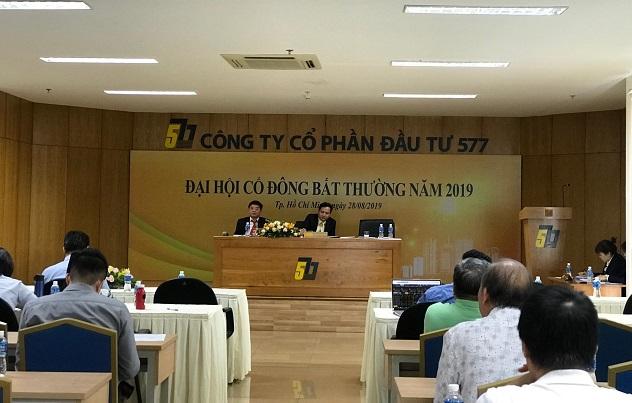 577 CÔNG TY CỔ PHẦN ĐẦU TƯ 577
ĐẠI HỘI CỔ ĐÔNG BẤT THƯỜNG NĂM 2019
Tp. Hồ Chí Minh, ngày 28/08/2019
577
577